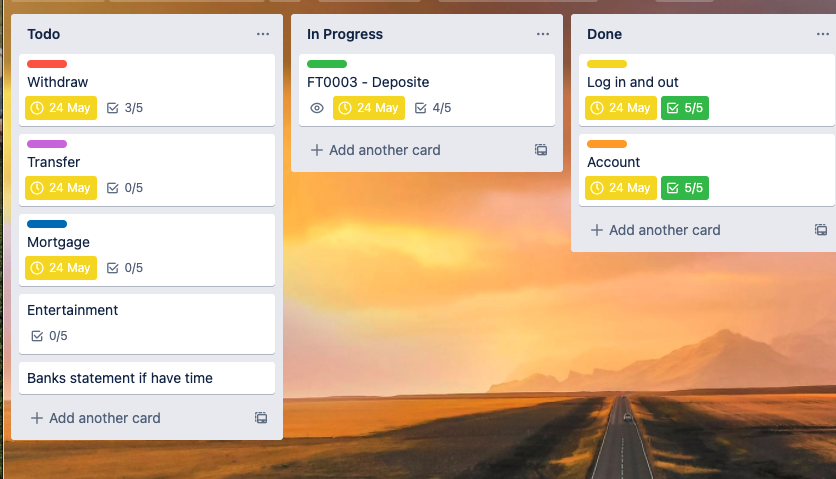 Todo
Withdraw
24 May 3/5
Transfer
24 May 0/5
Mortgage
24 May 0/5
Entertainment
0/5
Banks statement if have time
+ Add another card
In Progress
FT0003 - Deposite
24 May 4/5
+ Add another card
Done
Log in and out
24 May 5/5
Account
24 May 5/5
+ Add another card